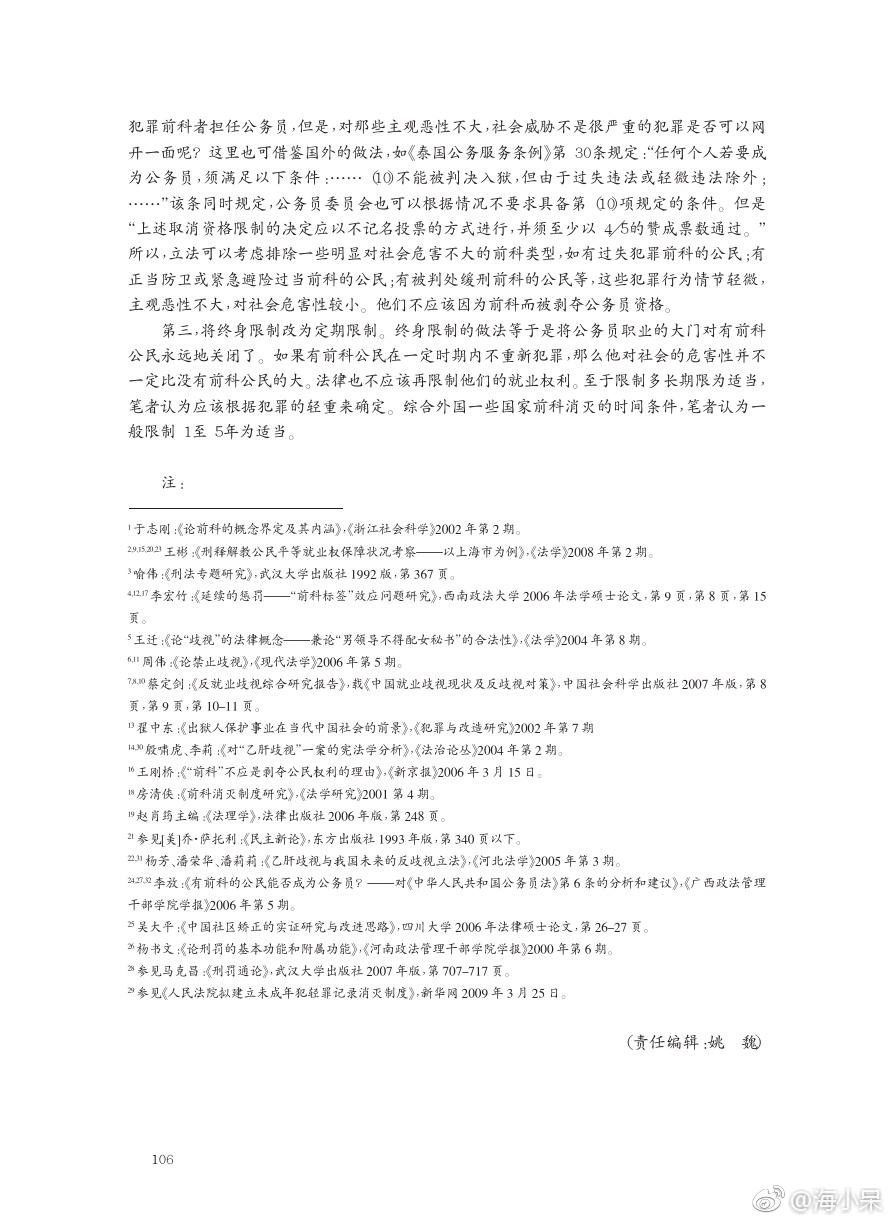 犯罪前科者担任公务员,但是,对那些主观恶性不大,社会威胁不是很严重的犯罪是否可以网
开一面呢?这里也可借鉴国外的做法,如《泰国公务服务条例》第 30条规定:“任何个人若要成
为公务员,须满足以下条件:…… (10)不能被判决入狱,但由于过失违法或轻微违法除外;
……”该条同时规定,公务员委员会也可以根据情况不要求具备第 (10)项规定的条件。但是
“上述取消资格限制的决定应以不记名投票的方式进行,并须至少以 4/5的赞成票数通过。”
所以,立法可以考虑排除一些明显对社会危害不大的前科类型,如有过失犯罪前科的公民;有
正当防卫或紧急避险过当前科的公民;有被判处缓刑前科的公民等,这些犯罪行为情节轻微,
主观恶性不大,对社会危害性较小。他们不应该因为前科而被剥夺公务员资格。
第三,将终身限制改为定期限制。终身限制的做法等于是将公务员职业的大门对有前科
公民永远地关闭了。如果有前科公民在一定时期内不重新犯罪,那么他对社会的危害性并不
一定比没有前科公民的大。法律也不应该再限制他们的就业权利。至于限制多长期限为适当,
笔者认为应该根据犯罪的轻重来确定。综合外国一些国家前科消灭的时间条件,笔者认为一
般限制 1至 5年为适当。
注:
1 于志刚:《论前科的概念界定及其内涵》,《浙江社会科学》2002 年第 2 期。
2,9,15,20,23 王彬:《刑释解教公民平等就业权保障状况考察——以上海市为例》,《法学》2008 年第 2 期。
3 喻伟:《刑法专题研究》,武汉大学出版社 1992 版,第 367 页。
4,12,17 李宏竹:《延续的惩罚——“前科标签”效应问题研究》,西南政法大学 2006 年法学硕士论文,第 9 页,第 8 页,第 15
页。
5 王迁:《论“歧视”的法律概念——兼论“男领导不得配女秘书”的合法性》,《法学》2004 年第 8 期。
6,11 周伟:《论禁止歧视》,《现代法学》2006 年第 5 期。
7,8,10 蔡定剑:《反就业歧视综合研究报告》,载《中国就业歧视现状及反歧视对策》,中国社会科学出版社 2007 年版,第 8
页,第 9 页,第 10–11 页。
13 翟中东:《出狱人保护事业在当代中国社会的前景》,《犯罪与改造研究》2002 年第 7 期
14,30 殷啸虎、李莉:《对“乙肝歧视”一案的宪法学分析》,《法治论丛》2004 年第 2 期。
16 王刚桥:《“前科”不应是剥夺公民权利的理由》,《新京报》2006 年 3 月 15 日。
18 房清侠:《前科消灭制度研究》,《法学研究》2001 第 4 期。
19 赵肖筠主编:《法理学》,法律出版社 2006 年版,第 248 页。
21 参见[美]乔·萨托利:《民主新论》,东方出版社 1993 年版,第 340 页以下。
22,31 杨芳、潘荣华、潘莉莉:《乙肝歧视与我国未来的反歧视立法》,《河北法学》2005 年第 3 期。
24,27,32 李放:《有前科的公民能否成为公务员?——对《中华人民共和国公务员法》第 6 条的分析和建议》,《广西政法管理
干部学院学报》2006 年第 5 期。
25 吴大平:《中国社区矫正的实证研究与改进思路》,四川大学 2006 年法律硕士论文,第 26–27 页。
26 杨书文:《论刑罚的基本功能和附属功能》,《河南政法管理干部学院学报》2000 年第 6 期。
28 参见马克昌:《刑罚通论》,武汉大学出版社 2007 年版,第 707–717 页。
29 参见《人民法院拟建立未成年犯轻罪记录消灭制度》,新华网 2009 年 3 月 25 日。
(责任编辑:姚 魏)
106
@海小呆